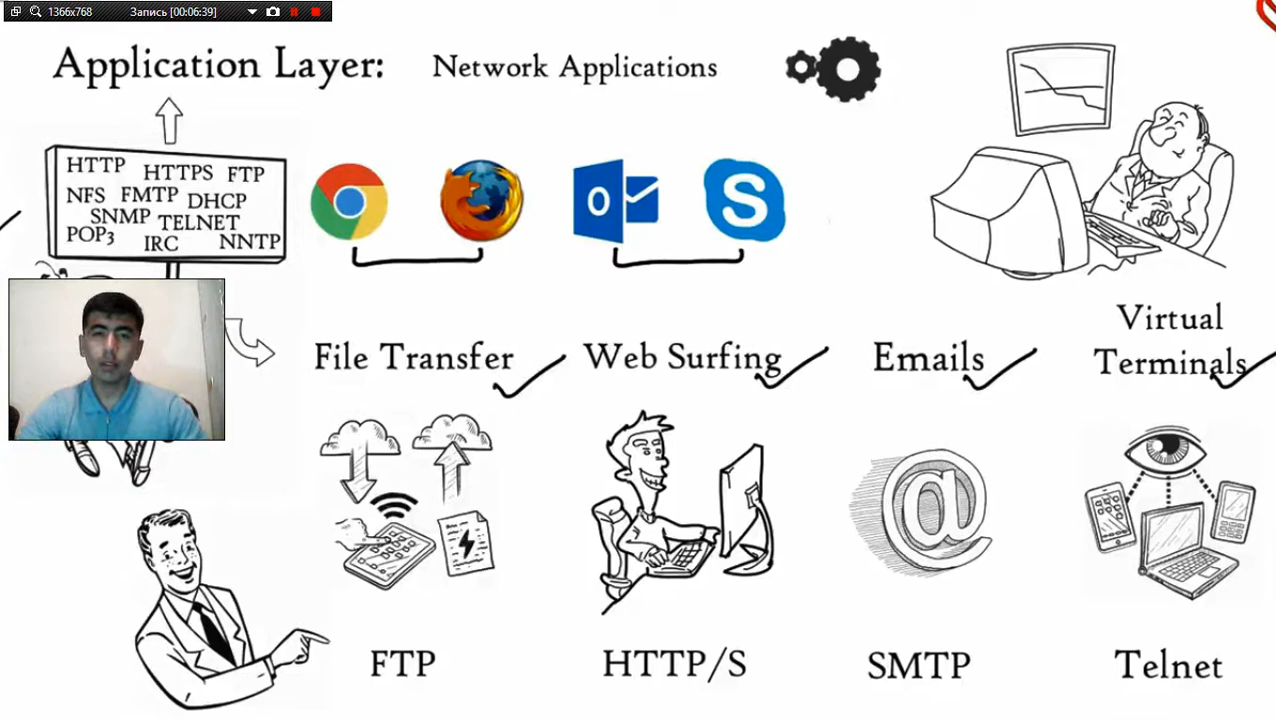 1366x768 Запись [00:06:39]
Application Layer: Network Applications
HTTP HTTPS FTP
NFS FMTP DHCP
SNMP TELNET
POP3 IRC NNTP
O
S
File Transfer
Web Surfing
Emails
Virtual
Terminals
@
FTP
HTTP/S
SMTP
Telnet